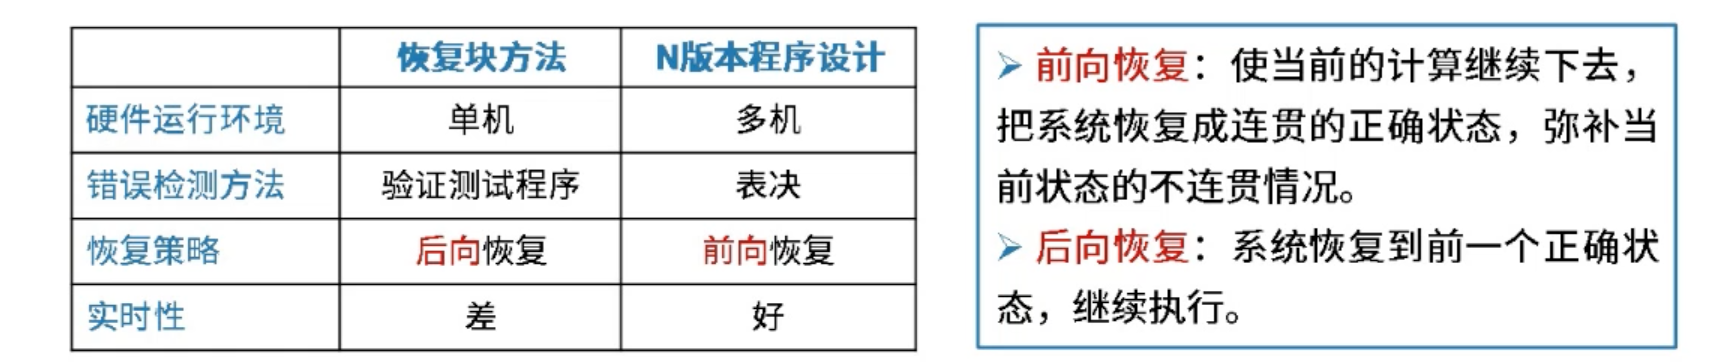 恢复块方法 N版本程序设计
硬件运行环境 单机 多机
错误检测方法 验证测试程序 表决
恢复策略 后向恢复 前向恢复
实时性 差 好
➢ 前向恢复：使当前的计算继续下去，
把系统恢复成连贯的正确状态，弥补当
前状态的不连贯情况。
➢ 后向恢复：系统恢复到前一个正确状
态，继续执行。